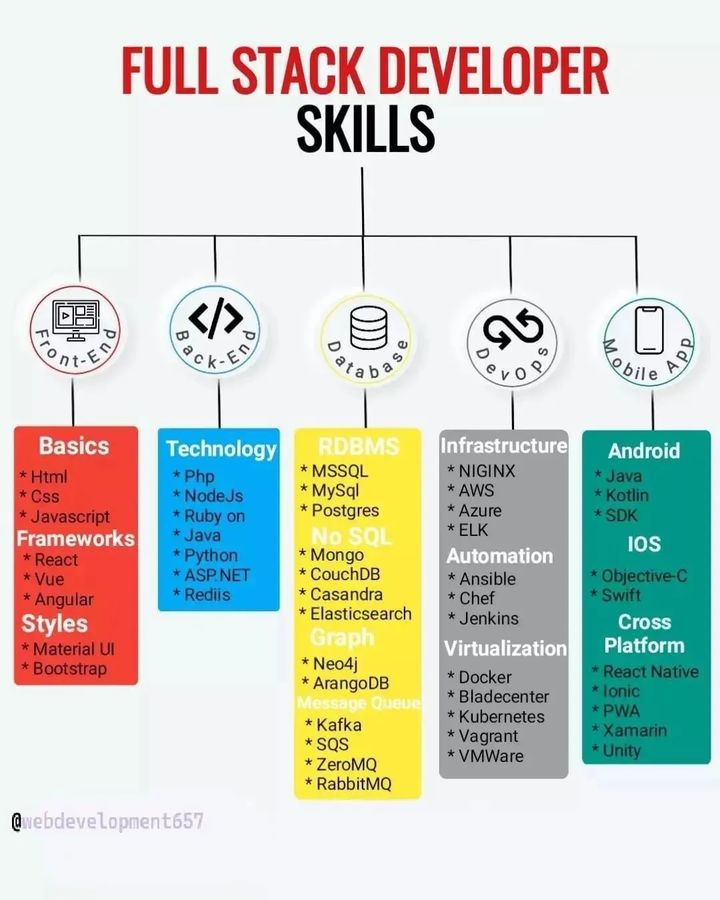 FULL STACK DEVELOPER
SKILLS
Front-End
Back-End
Database
DevOps
Mobile App
Basics
* Html
* Css
* Javascript
Frameworks
* React
* Vue
* Angular
Styles
* Material UI
* Bootstrap
Technology
* Php
* NodeJs
* Ruby on
* Java
* Python
* ASP.NET
* Rediis
RDBMS
* MSSQL
* MySql
* Postgres
No SQL
* Mongo
* CouchDB
* Casandra
* Elasticsearch
Graph
* Neo4j
* ArangoDB
Message Queue
* Kafka
* SQS
* ZeroMQ
* RabbitMQ
Infrastructure
* NIGINX
* AWS
* Azure
* ELK
Automation
* Ansible
* Chef
* Jenkins
Virtualization
* Docker
* Bladecenter
* Kubernetes
* Vagrant
* VMWare
Android
* Java
* Kotlin
* SDK
IOS
* Objective-C
* Swift
Cross
Platform
* React Native
* Ionic
* PWA
* Xamarin
* Unity
@webdevelopment657